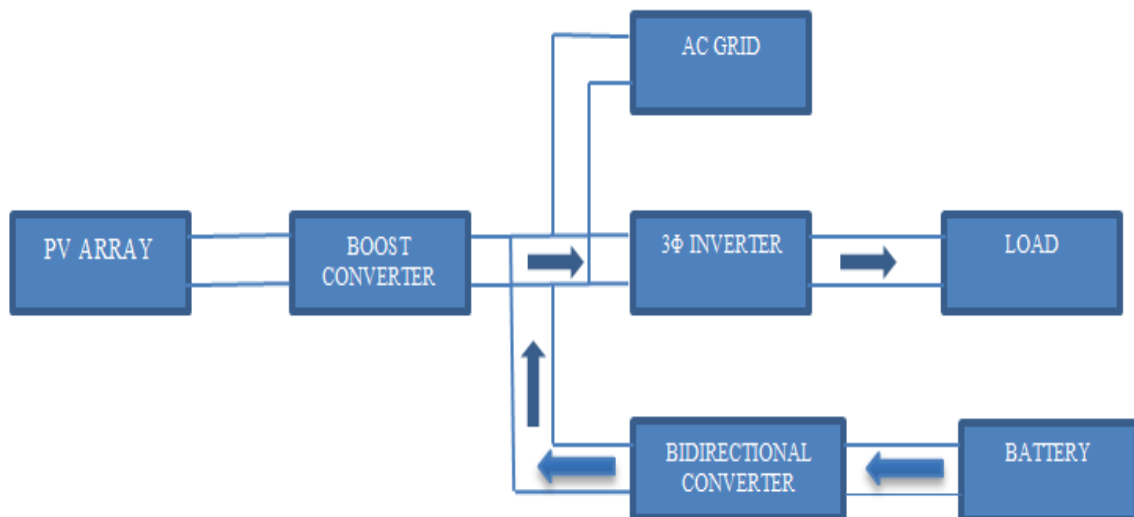 AC GRID
PV ARRAY
BOOST
CONVERTER
3Φ INVERTER
LOAD
BIDIRECTIONAL
CONVERTER
BATTERY